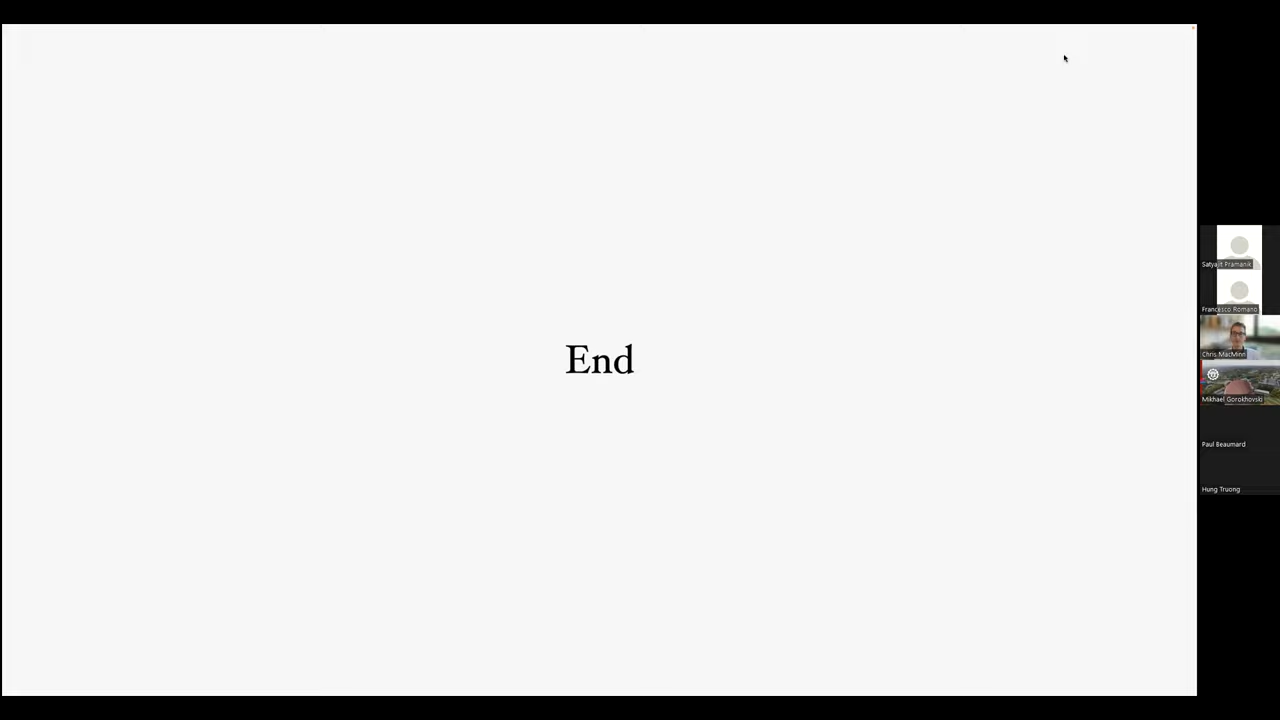 End
Satyajit Pramanik
Francesco Romano
Chris MacMinn
Mikhael Gorokhovski
Paul Beaumard
Hung Truong